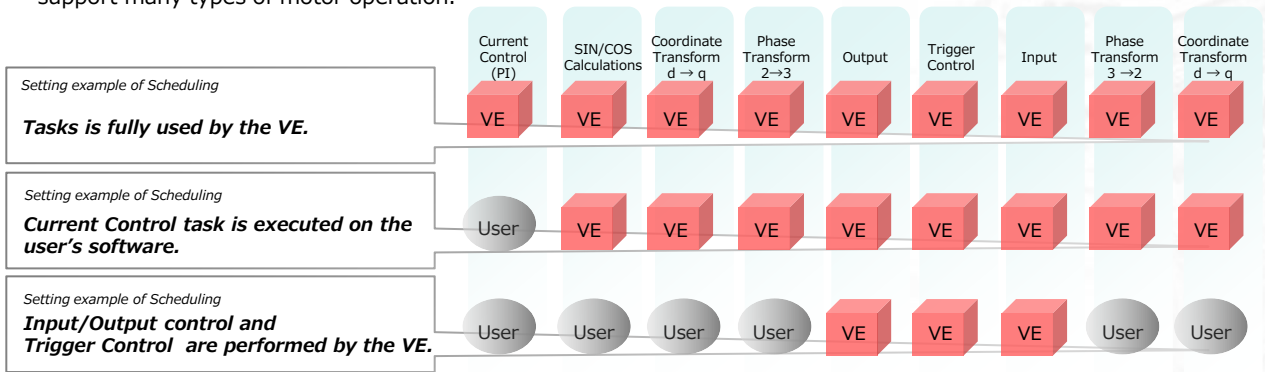 support many types of motor operation.
Current
Control
(PI)
SIN/COS
Calculations
Coordinate
Transform
d → q
Phase
Transform
2→3
Output
Trigger
Control
Input
Phase
Transform
3 →2
Coordinate
Transform
d → q
Setting example of Scheduling
Tasks is fully used by the VE.
VE VE VE VE VE VE VE VE VE
Setting example of Scheduling
Current Control task is executed on the
user's software.
User VE VE VE VE VE VE VE VE
Setting example of Scheduling
Input/Output control and
Trigger Control are performed by the VE.
User User User User VE VE VE User User